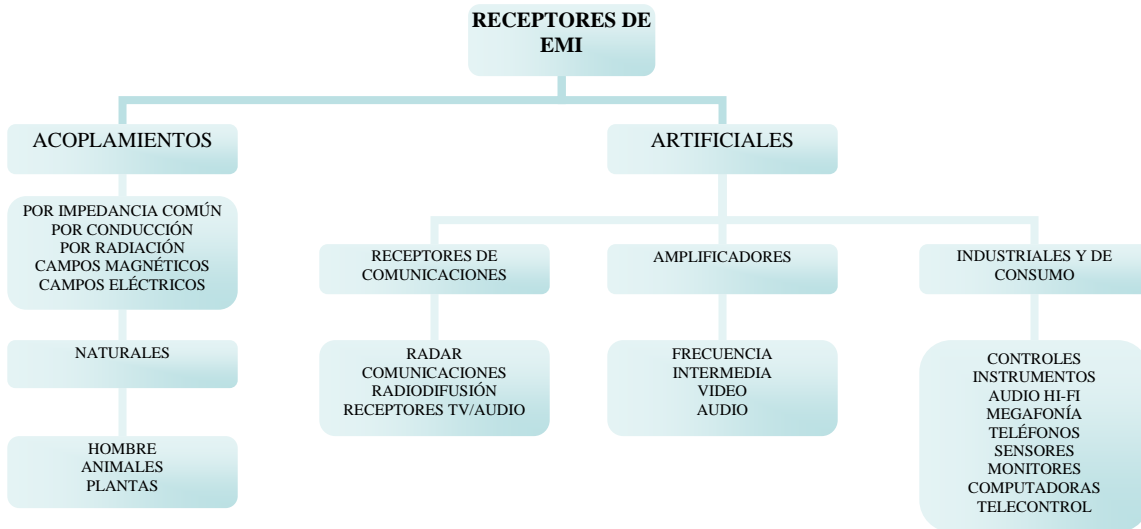 RECEPTORES DE
EMI
ACOPLAMIENTOS
ARTIFICIALES
POR IMPEDANCIA COMÚN
POR CONDUCCIÓN
POR RADIACIÓN
CAMPOS MAGNÉTICOS
CAMPOS ELÉCTRICOS
RECEPTORES DE
COMUNICACIONES
AMPLIFICADORES
INDUSTRIALES Y DE
CONSUMO
NATURALES
RADAR
COMUNICACIONES
RADIODIFUSIÓN
RECEPTORES TV/AUDIO
FRECUENCIA
INTERMEDIA
VIDEO
AUDIO
CONTROLES
INSTRUMENTOS
AUDIO HI-FI
MEGAFONÍA
TELÉFONOS
SENSORES
MONITORES
COMPUTADORAS
TELECONTROL
HOMBRE
ANIMALES
PLANTAS